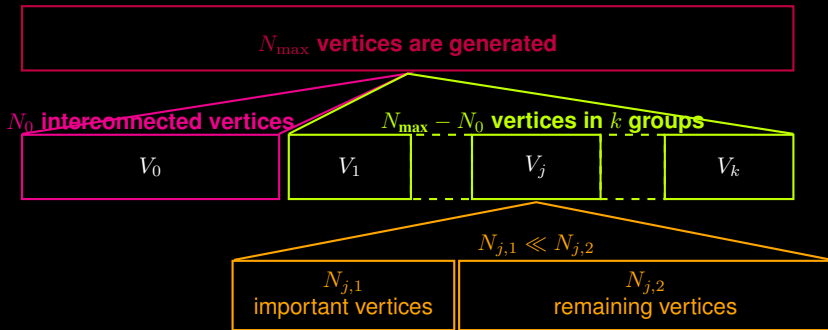 N_max vertices are generated
N_0 interconnected vertices
N_max − N_0 vertices in k groups
V_0
V_1
V_j
V_k
N_{j,1} ≪ N_{j,2}
N_{j,1}
important vertices
N_{j,2}
remaining vertices